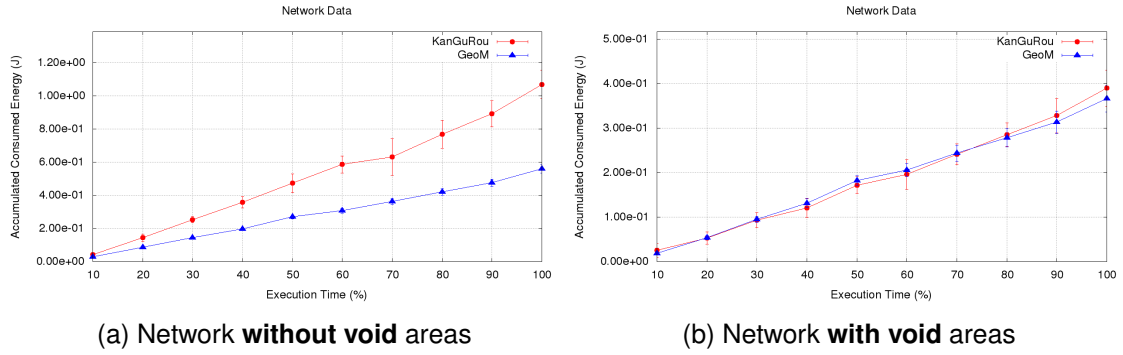 Network Data
KanGuRou
GeoM
Accumulated Consumed Energy (J)
1.20e+00
1.00e+00
8.00e-01
6.00e-01
4.00e-01
2.00e-01
0.00e+00
10 20 30 40 50 60 70 80 90 100
Execution Time (%)
(a) Network without void areas
Network Data
KanGuRou
GeoM
Accumulated Consumed Energy (J)
5.00e-01
4.00e-01
3.00e-01
2.00e-01
1.00e-01
0.00e+00
10 20 30 40 50 60 70 80 90 100
Execution Time (%)
(b) Network with void areas